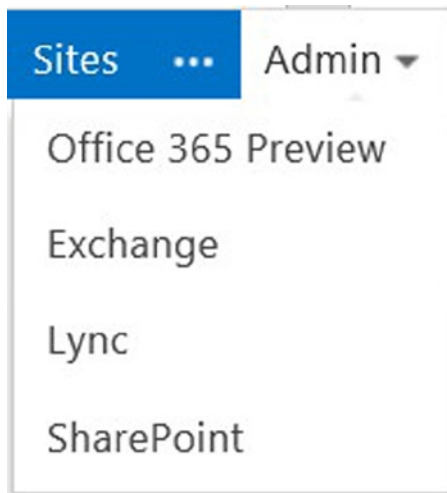 Sites ... Admin
Office 365 Preview
Exchange
Lync
SharePoint